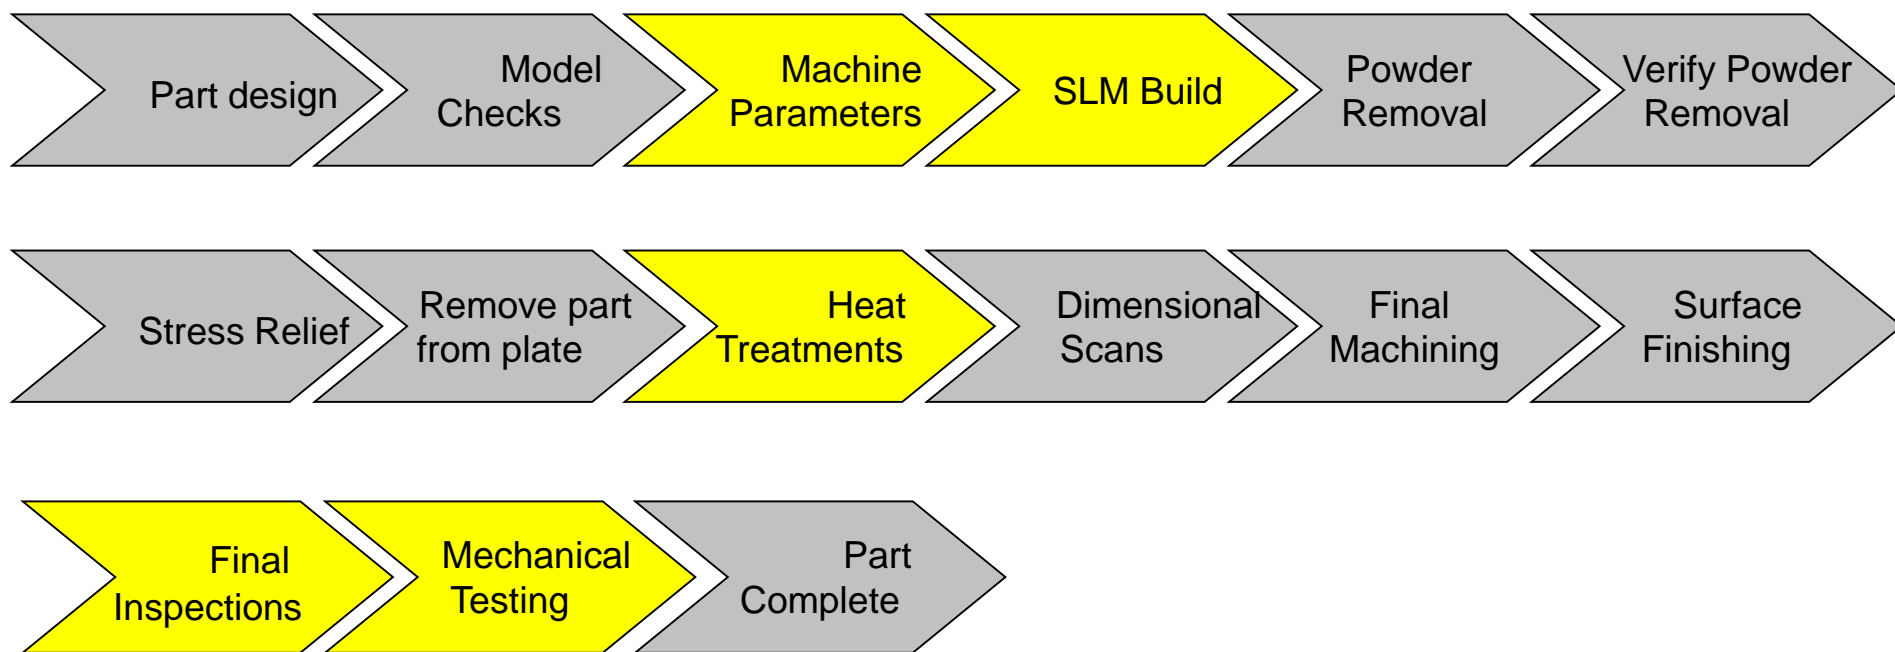 Part design
Model
Checks
Machine
Parameters
SLM Build
Powder
Removal
Verify Powder
Removal
Stress Relief
Remove part
from plate
Heat
Treatments
Dimensional
Scans
Final
Machining
Surface
Finishing
Final
Inspections
Mechanical
Testing
Part
Complete